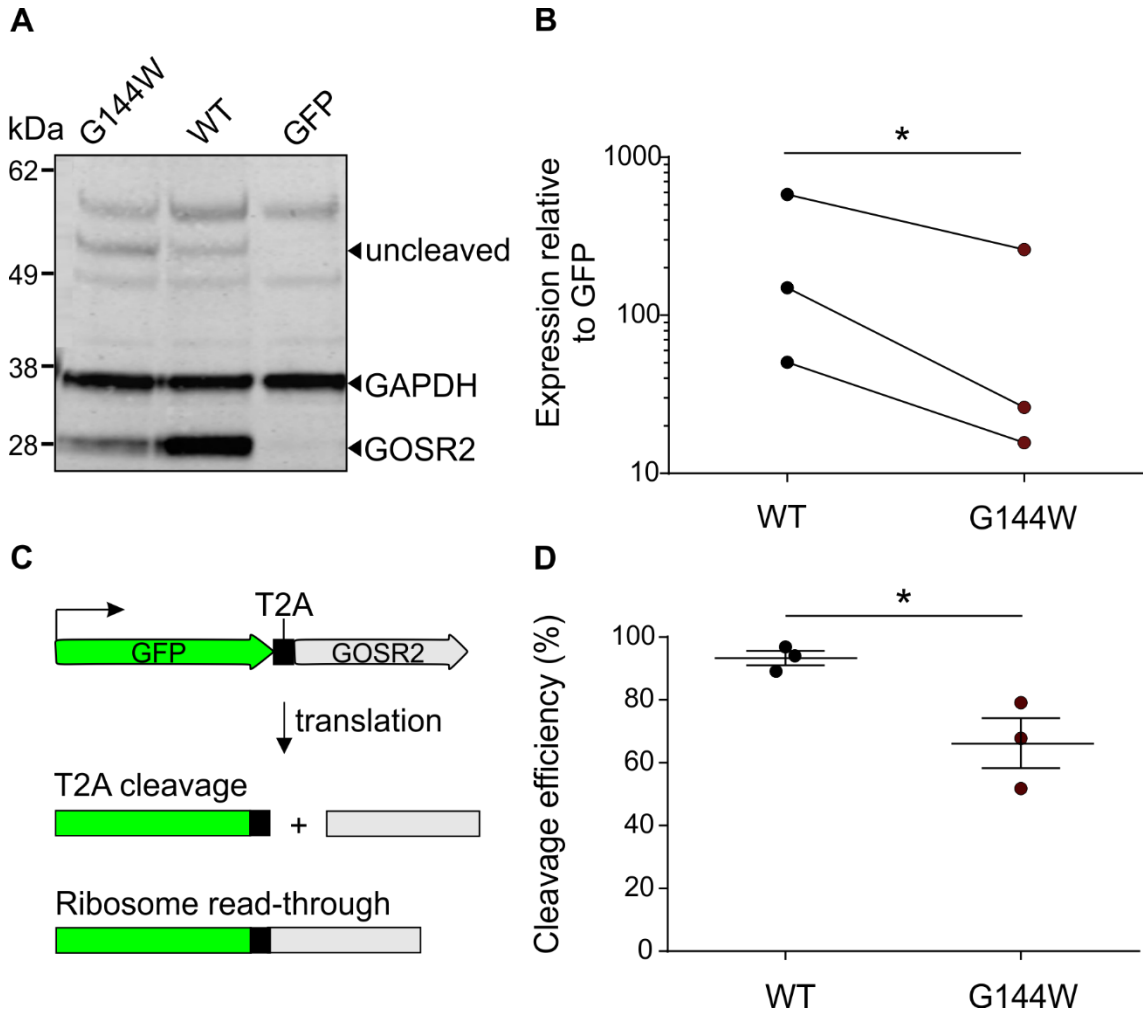 A
kDa
G144W
WT
GFP
62
49
38
28
uncleaved
GAPDH
GOSR2
B
Expression relative
to GFP
1000
100
10
*
WT
G144W
C
T2A
GFP
GOSR2
translation
T2A cleavage
+
Ribosome read-through
D
Cleavage efficiency (%)
100
80
60
40
20
0
*
WT
G144W